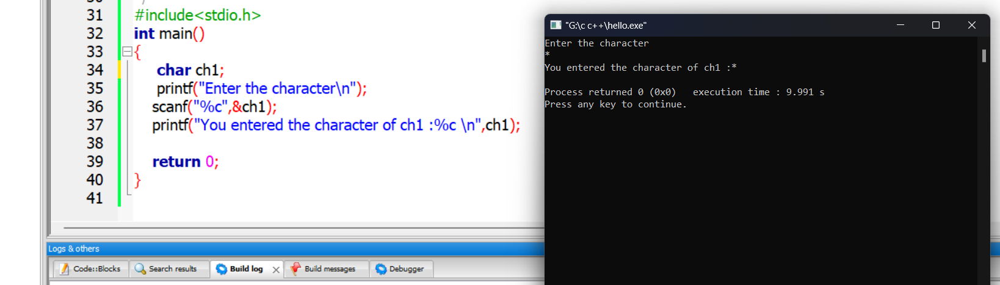 31 #include<stdio.h>
32 int main()
33 {
34 char ch1;
35 printf("Enter the character\n");
36 scanf("%c",&ch1);
37 printf("You entered the character of ch1 :%c \n",ch1);
38
39 return 0;
40 }
41
Logs & others
Code::Blocks Search results Build log Build messages Debugger
"G:\c c++\hello.exe"
Enter the character
*
You entered the character of ch1 :*
Process returned 0 (0x0) execution time : 9.991 s
Press any key to continue.